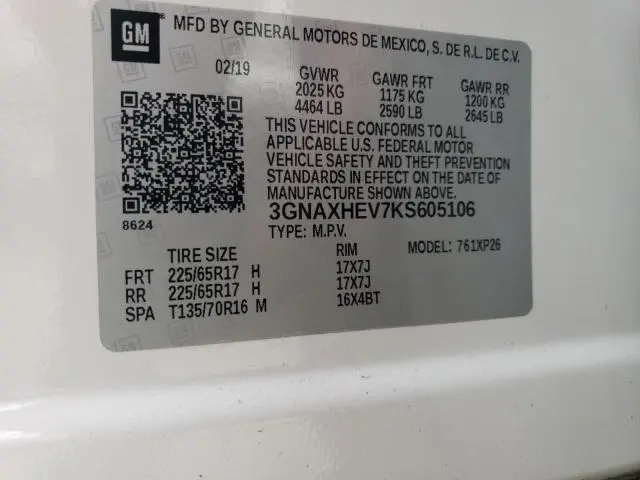 GM MFD BY GENERAL MOTORS DE MEXICO, S. DE R.L. DE C.V.
02/19 GVWR GAWR FRT GAWR RR
2025 KG 1175 KG 1200 KG
4464 LB 2590 LB 2645 LB
THIS VEHICLE CONFORMS TO ALL
APPLICABLE U.S. FEDERAL MOTOR
VEHICLE SAFETY AND THEFT PREVENTION
STANDARDS IN EFFECT ON THE DATE OF
MANUFACTURE SHOWN ABOVE.
3GNAXHEV7KS605106
8624
TYPE: M.P.V. MODEL: 761XP26
TIRE SIZE RIM
FRT 225/65R17 H 17X7J
RR 225/65R17 H 17X7J
SPA T135/70R16 M 16X4BT